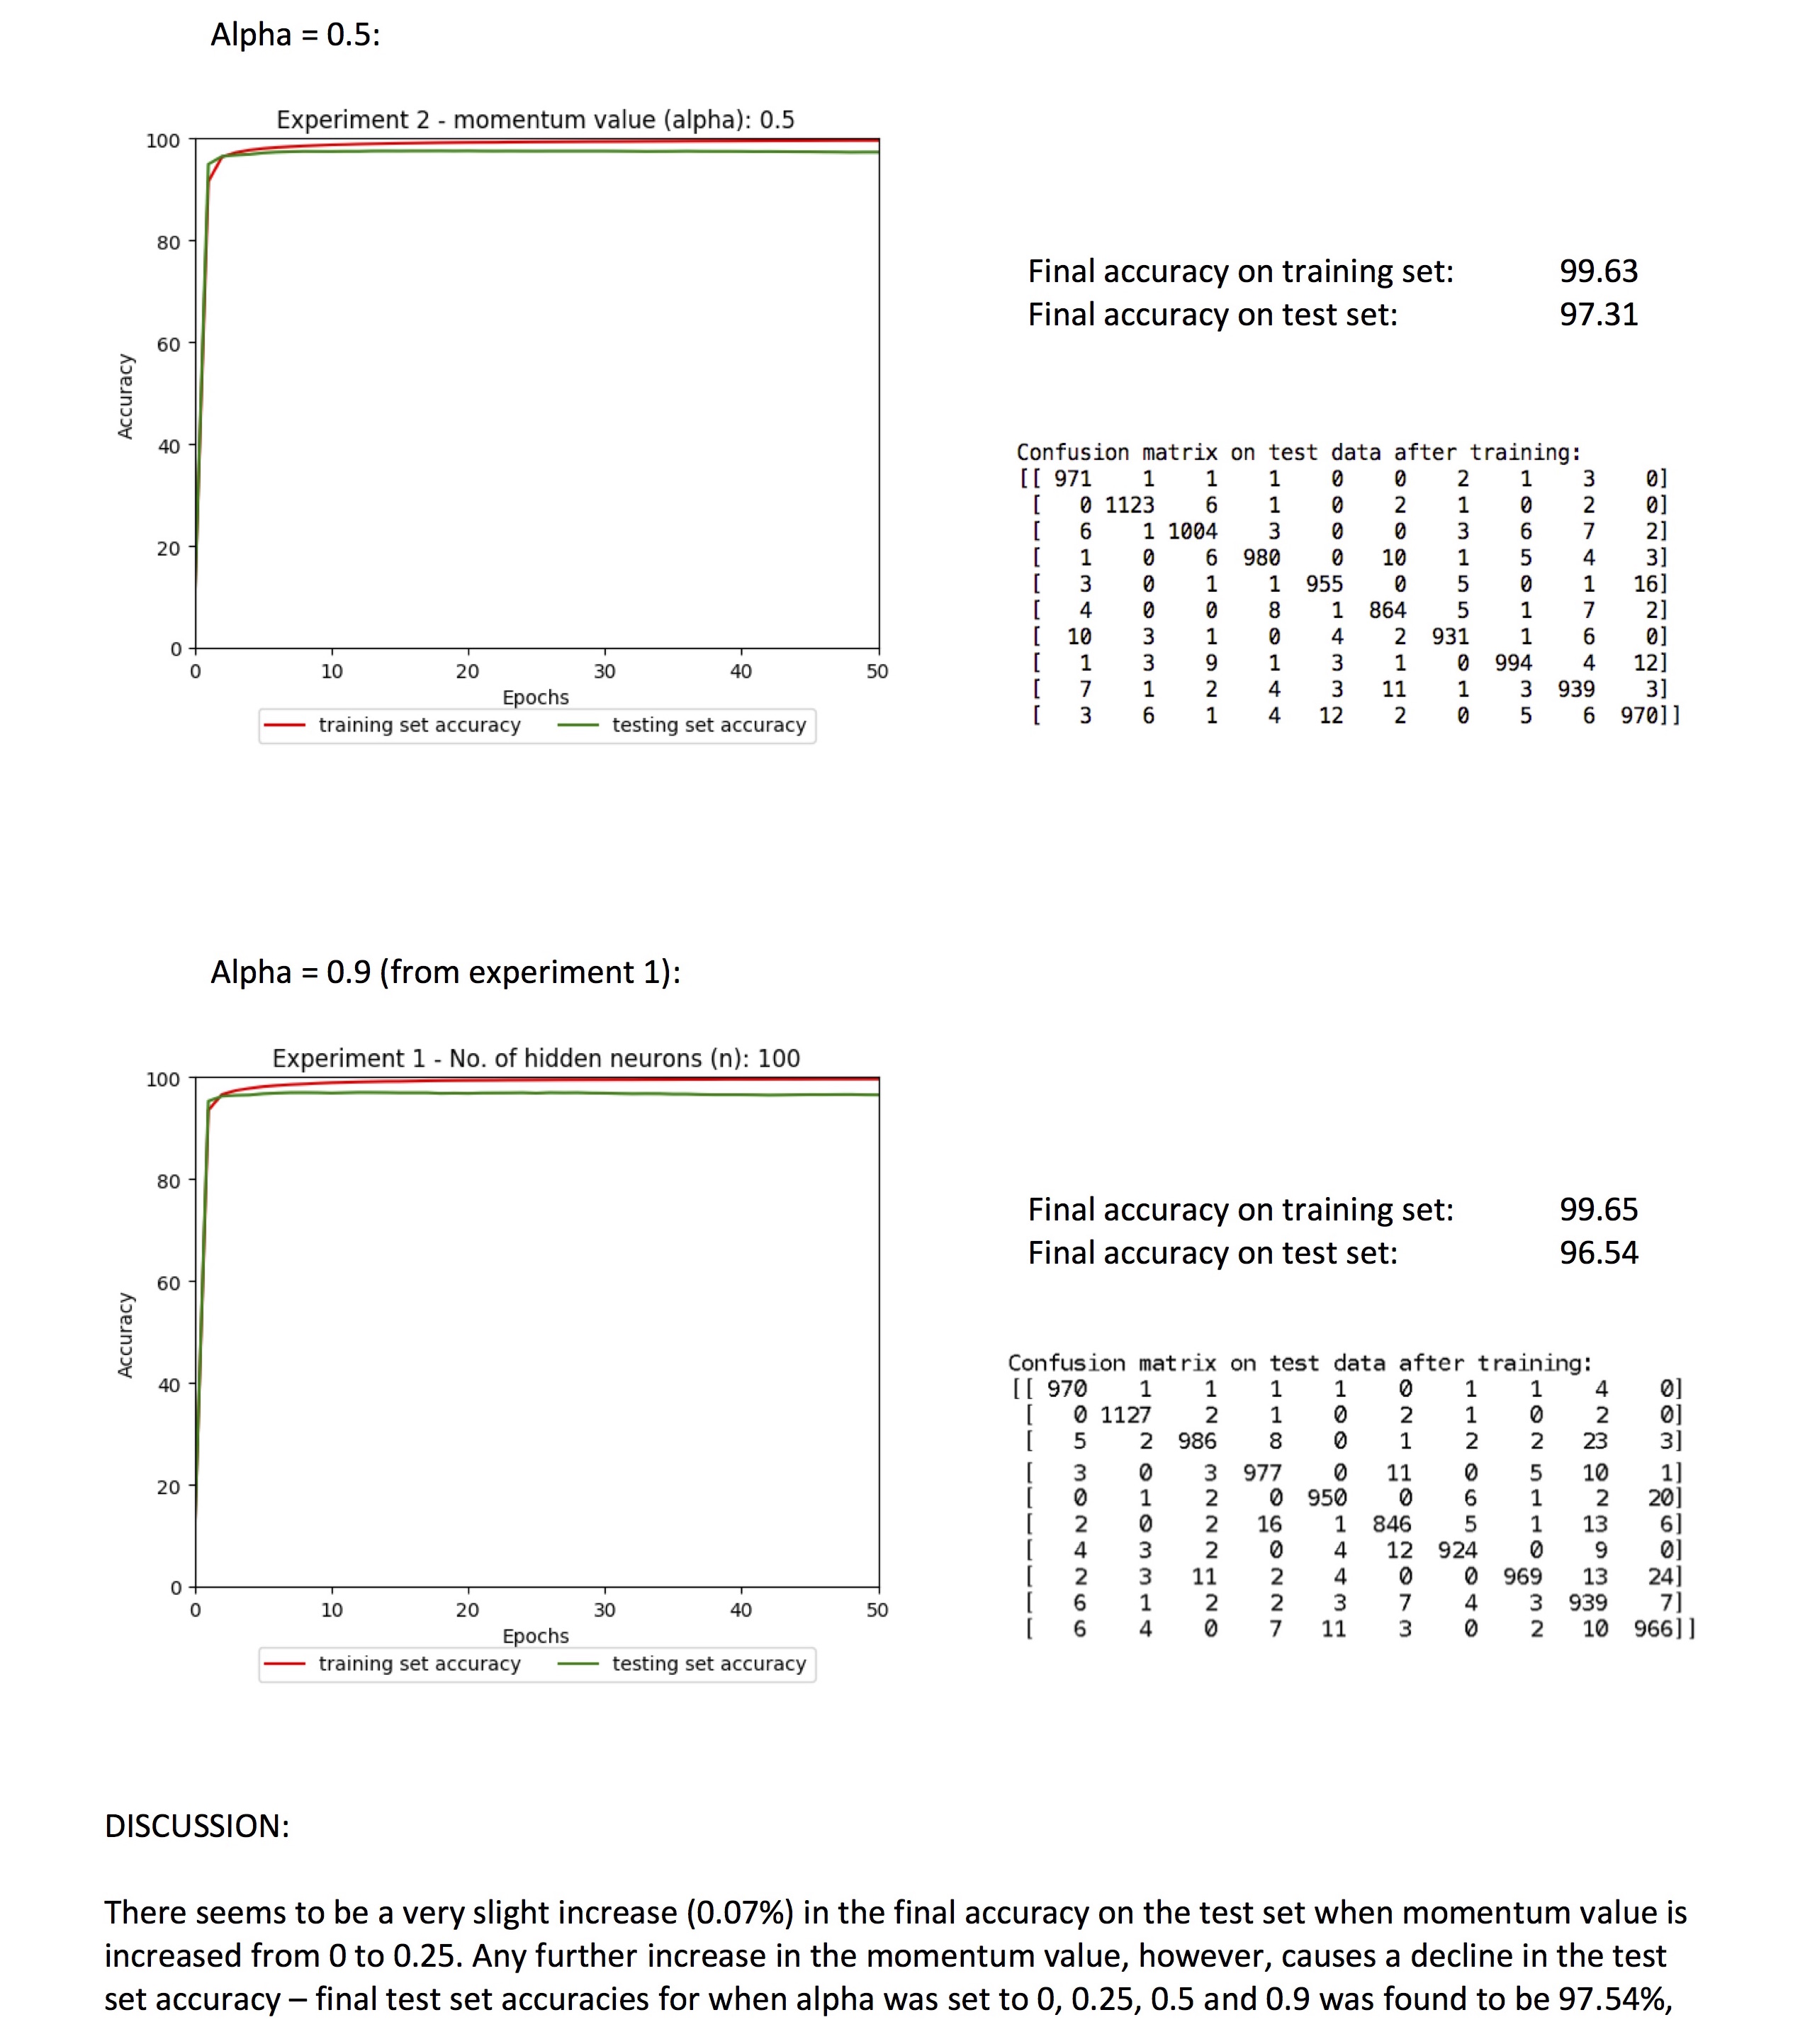 Alpha = 0.5:
Experiment 2 - momentum value (alpha): 0.5
100
80
60
40
20
0
Accuracy
0 10 20 30 40 50
Epochs
training set accuracy testing set accuracy
Final accuracy on training set: 99.63
Final accuracy on test set: 97.31
Confusion matrix on test data after training:
[[ 971 1 1 1 0 0 2 1 3 0]
[ 0 1123 6 1 0 2 1 0 2 0]
[ 6 1 1004 3 0 0 3 6 7 2]
[ 1 0 6 980 0 10 1 5 4 3]
[ 3 0 1 1 955 0 5 0 1 16]
[ 4 0 0 8 1 864 5 1 7 2]
[ 10 3 1 0 4 2 931 1 6 0]
[ 1 3 9 1 3 1 0 994 4 12]
[ 7 1 2 4 3 11 1 3 939 3]
[ 3 6 1 4 12 2 0 5 6 970]]
Alpha = 0.9 (from experiment 1):
Experiment 1 - No. of hidden neurons (n): 100
100
80
60
40
20
0
Accuracy
0 10 20 30 40 50
Epochs
training set accuracy testing set accuracy
Final accuracy on training set: 99.65
Final accuracy on test set: 96.54
Confusion matrix on test data after training:
[[ 970 1 1 1 1 0 1 1 4 0]
[ 0 1127 2 1 0 2 1 0 2 0]
[ 5 2 986 8 0 1 2 2 23 3]
[ 3 0 3 977 0 11 0 5 10 1]
[ 0 1 2 0 950 0 6 1 2 20]
[ 2 0 2 16 1 846 5 1 13 6]
[ 4 3 2 0 4 12 924 0 9 0]
[ 2 3 11 2 4 0 0 969 13 24]
[ 6 1 2 2 3 7 4 3 939 7]
[ 6 4 0 7 11 3 0 2 10 966]]
DISCUSSION:
There seems to be a very slight increase (0.07%) in the final accuracy on the test set when momentum value is
increased from 0 to 0.25. Any further increase in the momentum value, however, causes a decline in the test
set accuracy – final test set accuracies for when alpha was set to 0, 0.25, 0.5 and 0.9 was found to be 97.54%,